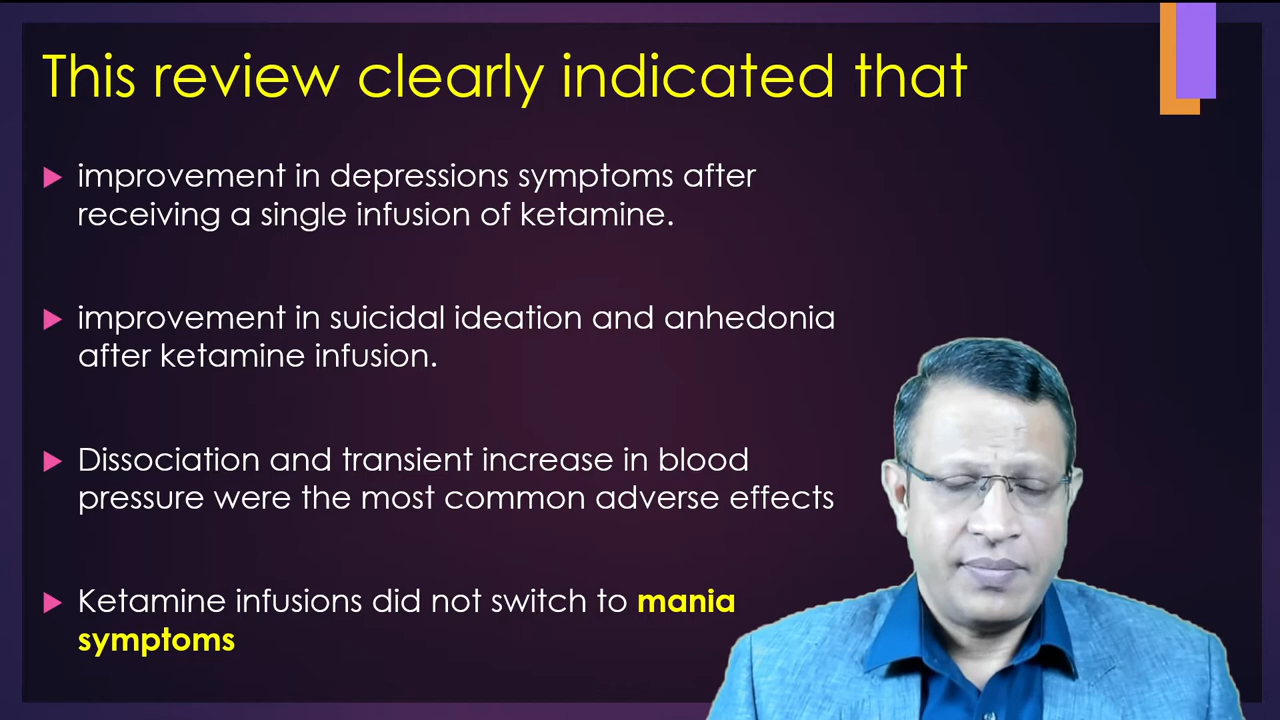 This review clearly indicated that
improvement in depressions symptoms after
receiving a single infusion of ketamine.
improvement in suicidal ideation and anhedonia
after ketamine infusion.
Dissociation and transient increase in blood
pressure were the most common adverse effects
Ketamine infusions did not switch to mania
symptoms